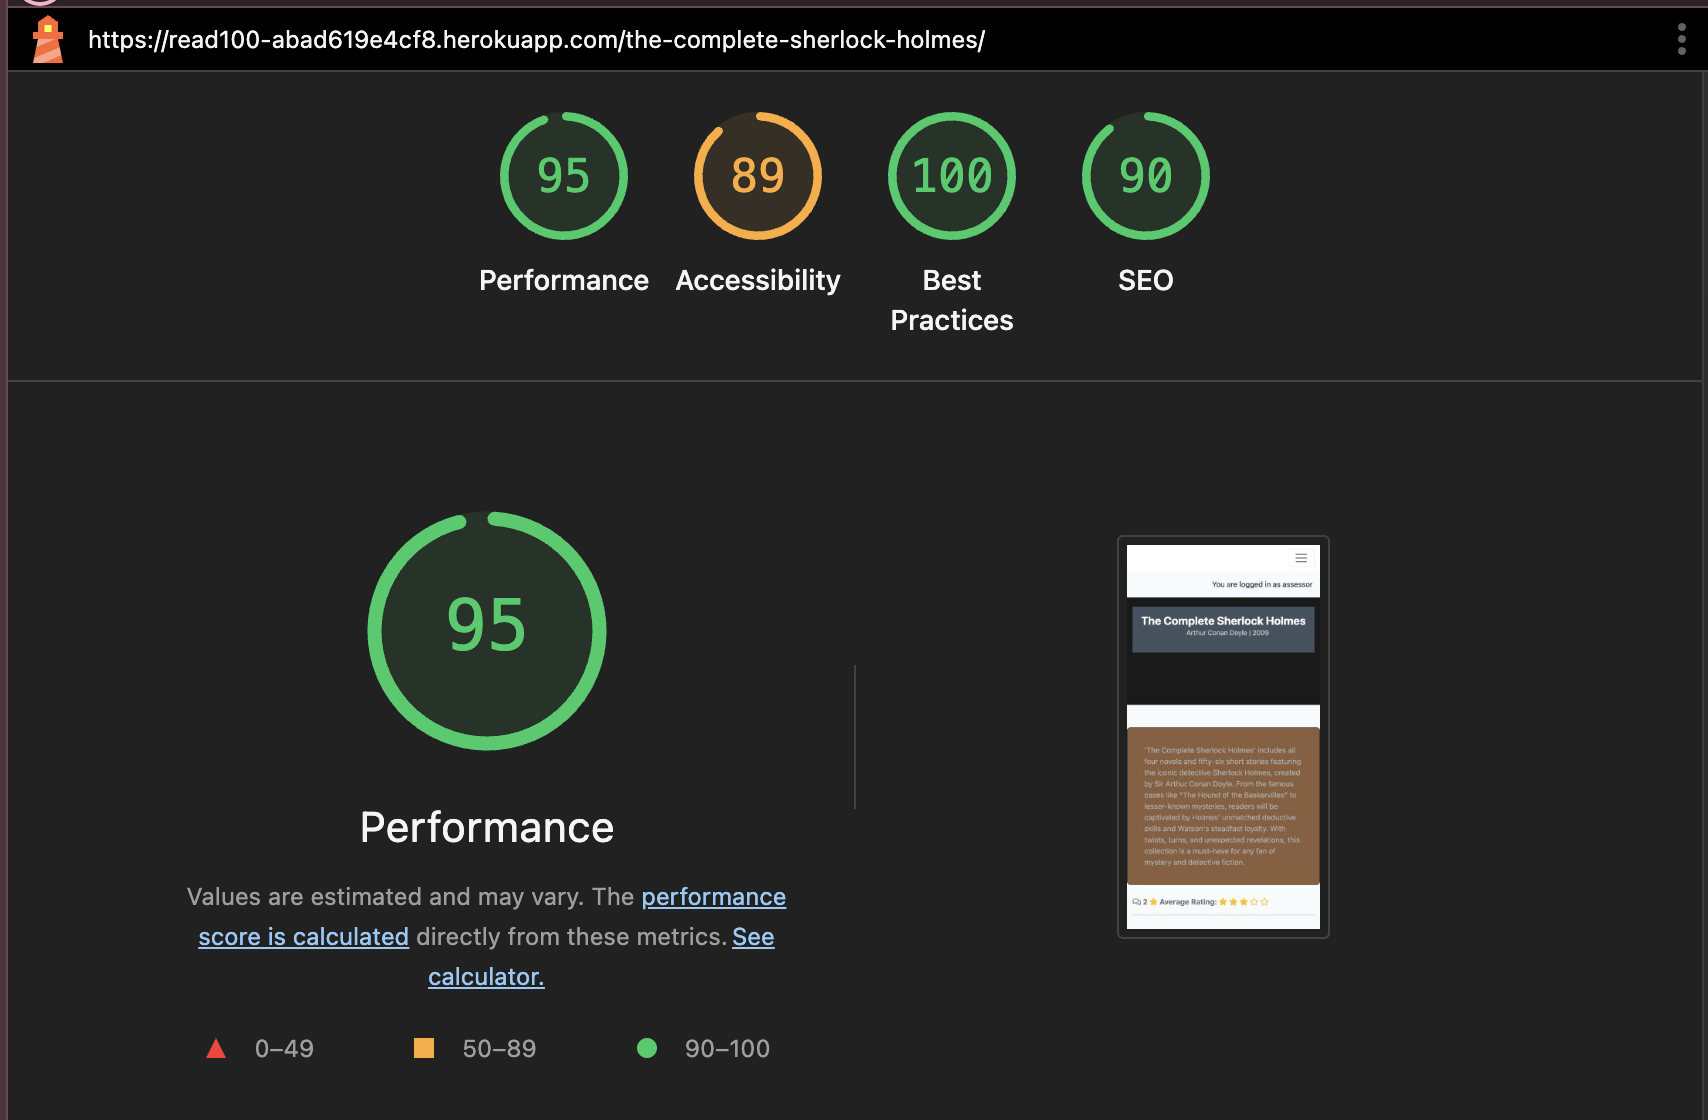 https://read100-abad619e4cf8.herokuapp.com/the-complete-sherlock-holmes/
95
89
100
90
Performance
Accessibility
Best
Practices
SEO
95
Performance
Values are estimated and may vary. The performance
score is calculated directly from these metrics. See
calculator.
0–49
50–89
90–100
You are logged in as assessor
The Complete Sherlock Holmes
Arthur Conan Doyle | 2009
'The Complete Sherlock Holmes' includes all
four novels and fifty-six short stories featuring
the iconic detective Sherlock Holmes, created
by Sir Arthur Conan Doyle. From the famous
cases like "The Hound of the Baskervilles" to
lesser-known mysteries, readers will be
captivated by Holmes' unmatched deductive
skills and Watson's steadfast loyalty. With
twists, turns, and unexpected revelations, this
collection is a must-have for any fan of
mystery and detective fiction.
2 Average Rating: